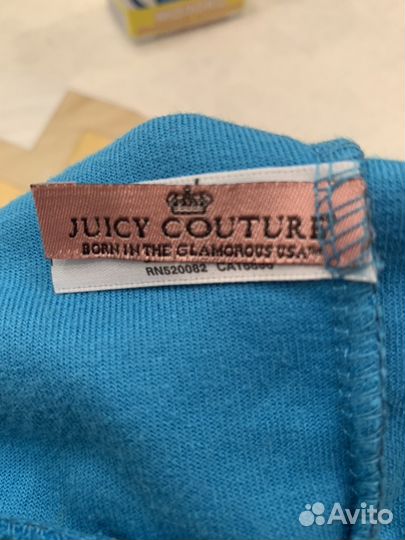 JUICY COUTURE
BORN IN THE GLAMOROUS USA™
RN520082
Avito